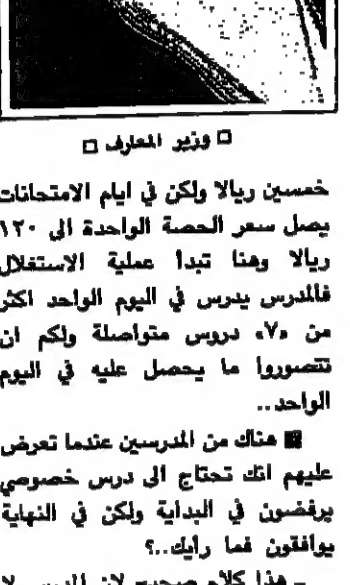 □ وزير المعارف □
خمسين ريالا ولكن في ايام الامتحانات
يصل سعر الحصة الواحدة الى ١٢٠
ريالا وهنا تبدا عملية الاستغلال
فالمدرس يدرس في اليوم الواحد اكثر
من «٧» دروس متواصلة ولكم ان
تتصوروا ما يحصل عليه في اليوم
الواحد..
■ هناك من المدرسين عندما تعرض
عليهم انك تحتاج الى درس خصوصي
يرفضون في البداية ولكن في النهاية
يوافقون فما رأيك..؟
ـ هذا كلام صحيح لان المدرس لا